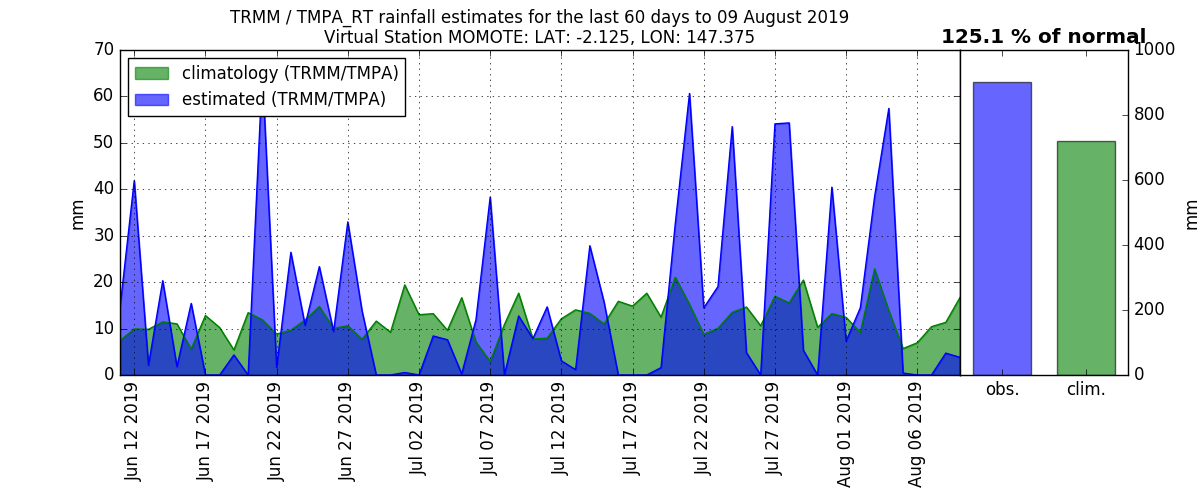 TRMM / TMPA_RT rainfall estimates for the last 60 days to 09 August 2019
Virtual Station MOMOTE: LAT: -2.125, LON: 147.375
125.1 % of normal
climatology (TRMM/TMPA)
estimated (TRMM/TMPA)
70
60
50
40
30
20
10
0
mm
Jun 12 2019
Jun 17 2019
Jun 22 2019
Jun 27 2019
Jul 02 2019
Jul 07 2019
Jul 12 2019
Jul 17 2019
Jul 22 2019
Jul 27 2019
Aug 01 2019
Aug 06 2019
obs.
clim.
1000
800
600
400
200
0
mm